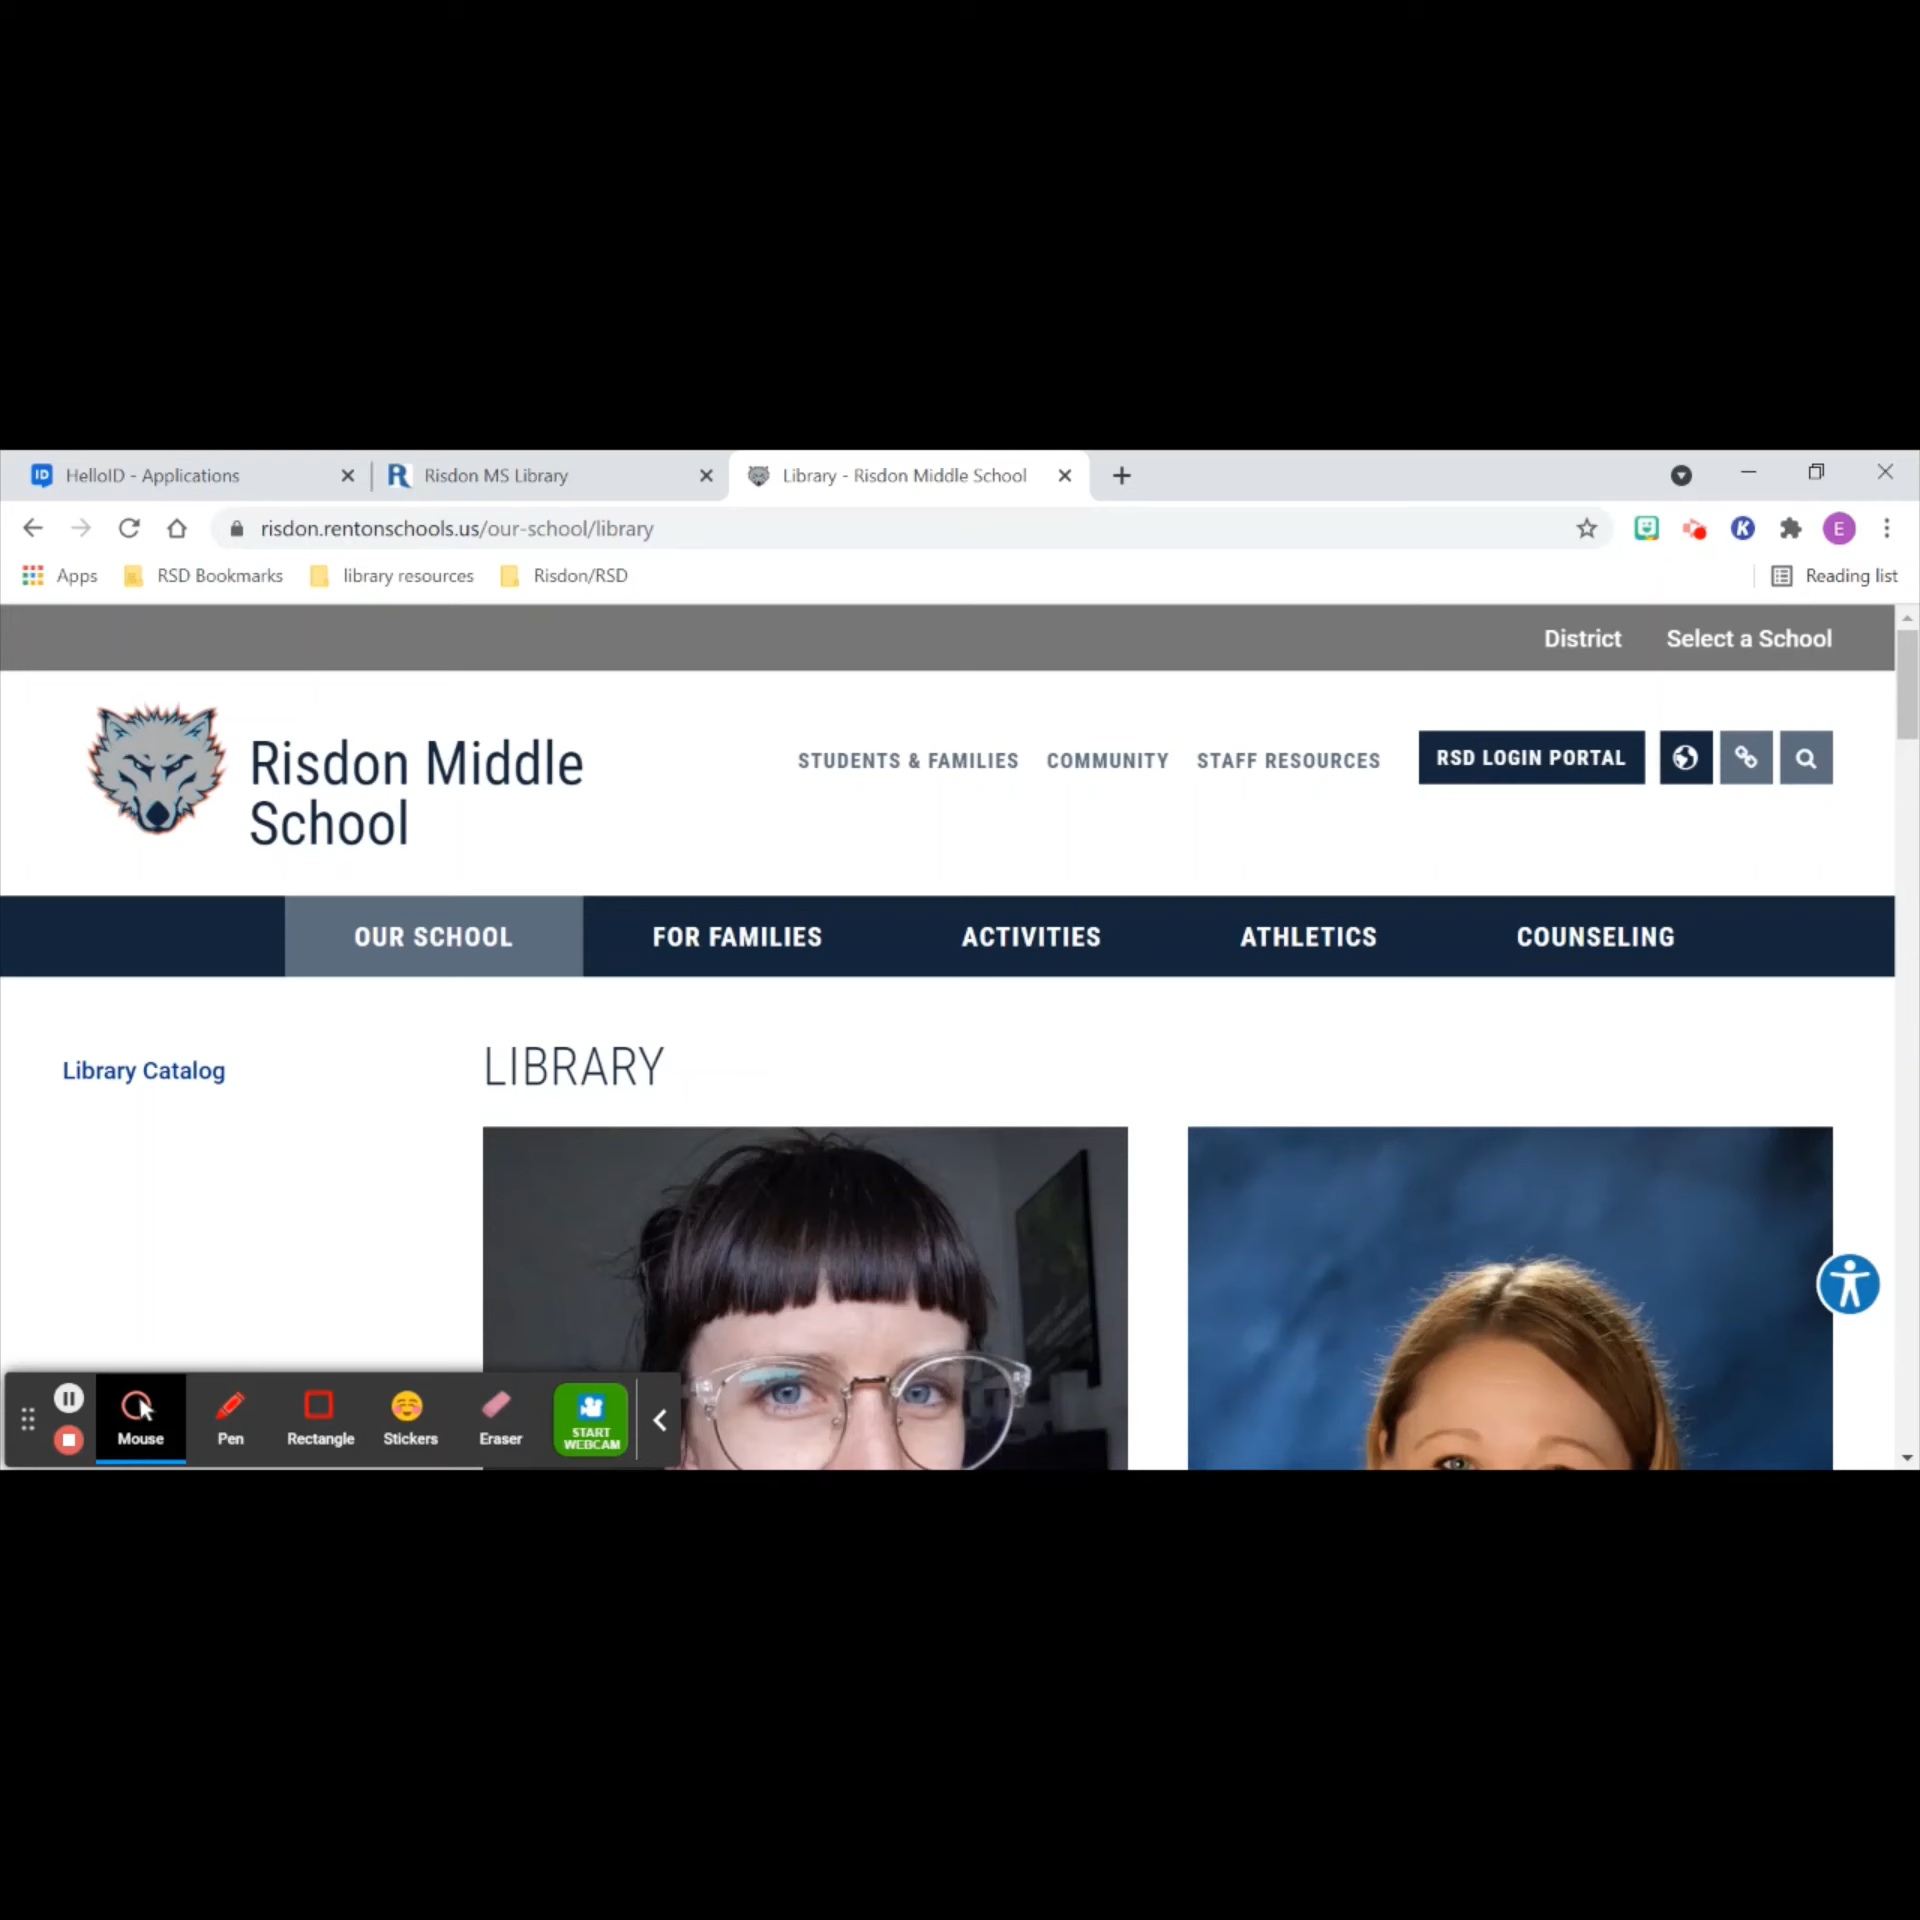 HelloID - Applications
Risdon MS Library
Library - Risdon Middle School
risdon.rentonschools.us/our-school/library
K
E
Apps
RSD Bookmarks
library resources
Risdon/RSD
Reading list
District
Select a School
Risdon Middle
School
STUDENTS & FAMILIES
COMMUNITY
STAFF RESOURCES
RSD LOGIN PORTAL
OUR SCHOOL
FOR FAMILIES
ACTIVITIES
ATHLETICS
COUNSELING
Library Catalog
LIBRARY
Mouse
Pen
Rectangle
Stickers
Eraser
START
WEBCAM